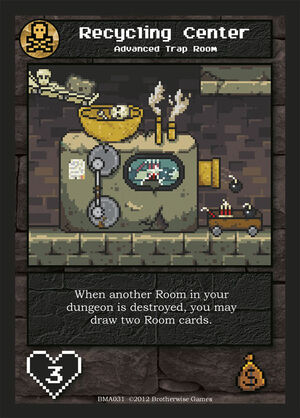 Recycling Center
Advanced Trap Room
When another Room in your
dungeon is destroyed, you may
draw two Room cards.
3
S
BMA031 ©2012 Brotherwise Games